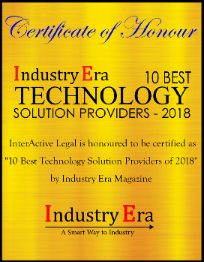 Certificate of Honour
Industry Era 10 BEST
TECHNOLOGY
SOLUTION PROVIDERS - 2018
InterActive Legal is honoured to be certified as
"10 Best Technology Solution Providers of 2018"
by Industry Era Magazine
Industry Era
A Smart Way to Industry